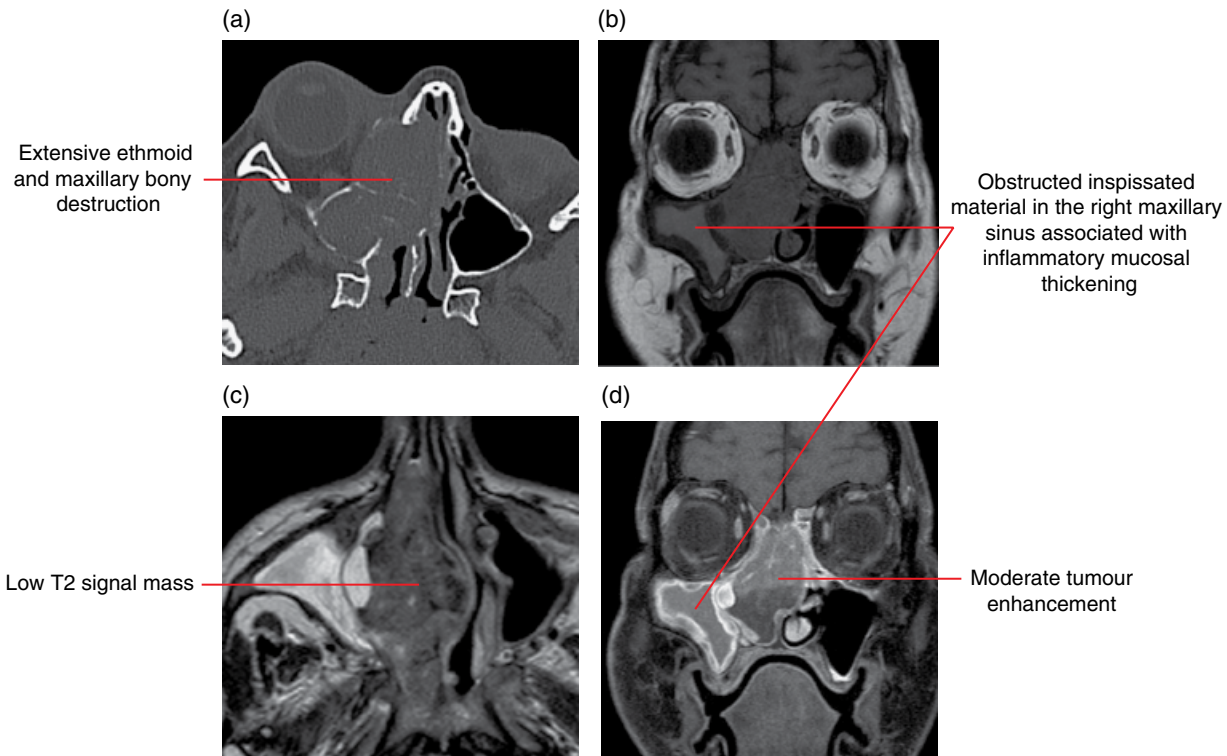 (a)
(b)
Extensive ethmoid
and maxillary bony
destruction
Obstructed inspissated
material in the right maxillary
sinus associated with
inflammatory mucosal
thickening
(c)
(d)
Low T2 signal mass
Moderate tumour
enhancement